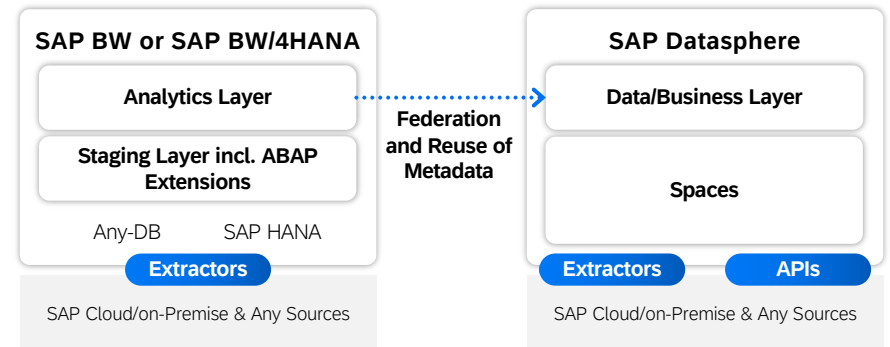 SAP BW or SAP BW/4HANA
Analytics Layer
Staging Layer incl. ABAP
Extensions
Any-DB
SAP HANA
Extractors
SAP Cloud/on-Premise & Any Sources
Federation
and Reuse of
Metadata
SAP Datasphere
Data/Business Layer
Spaces
Extractors
APIs
SAP Cloud/on-Premise & Any Sources